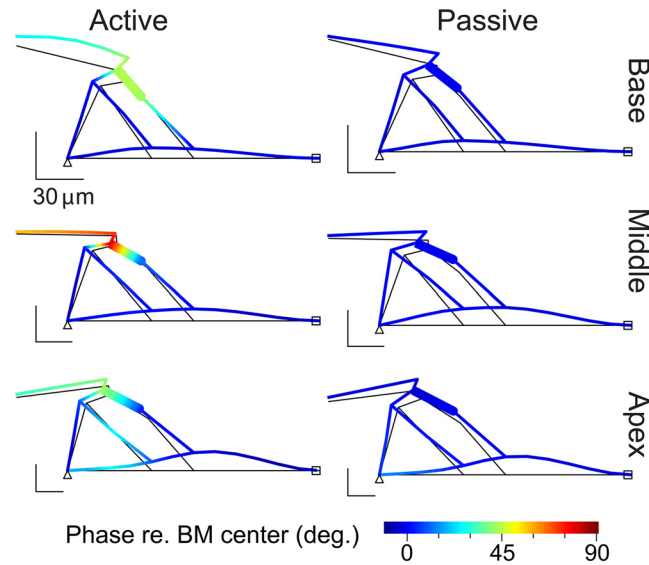 Active
Passive
Base
30 μm
Middle
Apex
Phase re. BM center (deg.)
0
45
90